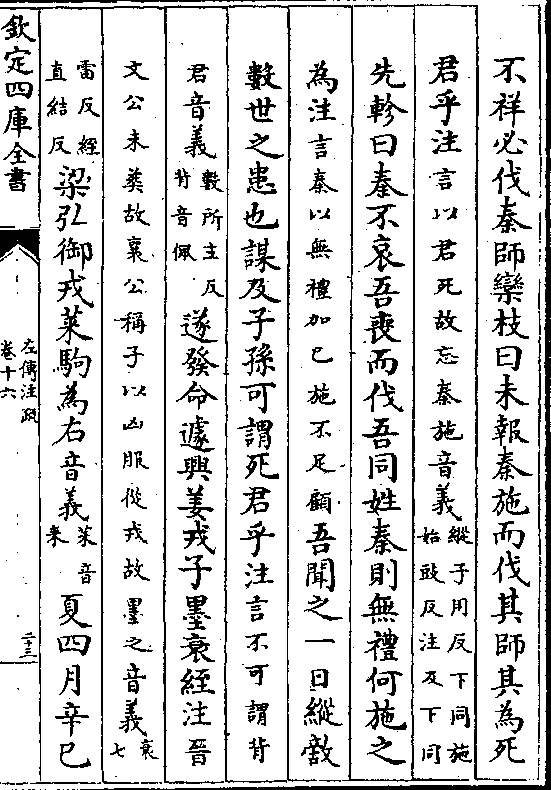 不祥必伐秦師欒枝曰未報秦施而伐其師其為死
君乎注言以君死故忘秦施音義縱子用反下同施
始豉反注及下同
先軫曰秦不哀吾喪而伐吾同姓秦則無禮何施之
為注言秦以無禮加已施不足顧吾聞之一日縱敵
數世之患也謀及子孫可謂死君乎注言不可謂背
君音義數所主反
背音佩
遂發命遽興姜戎子墨衰絰注晉
文公未葬故襄公稱子以凶服從戎故墨之音義衰
七
雷反絰
直結反
梁弘御戎萊駒為右音義萊音
來
夏四月辛巳
欽定四庫全書
左傳注疏
卷十六
二十三